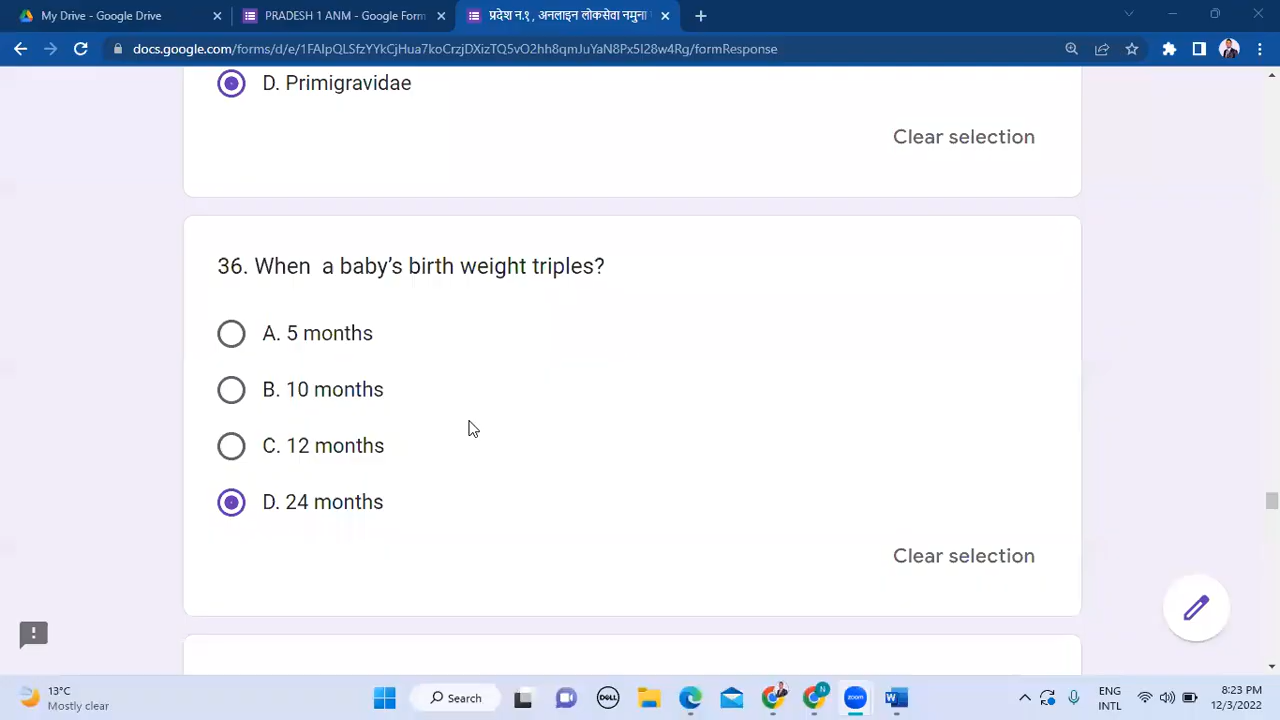 My Drive - Google Drive
PRADESH 1 ANM - Google Form
प्रदेश न.१, अनलाइन लोकसेवा नमुना
docs.google.com/forms/d/e/1FAIpQLSfzYYkCjHua7koCrzjDXizTQ5vO2hh8qmJuYaN8Px5I28w4Rg/formResponse
D. Primigravidae
Clear selection
36. When  a baby’s birth weight triples?
A. 5 months
B. 10 months
C. 12 months
D. 24 months
Clear selection
13°C
Mostly clear
Search
DELL
N
zoom
W
ENG
INTL
8:23 PM
12/3/2022